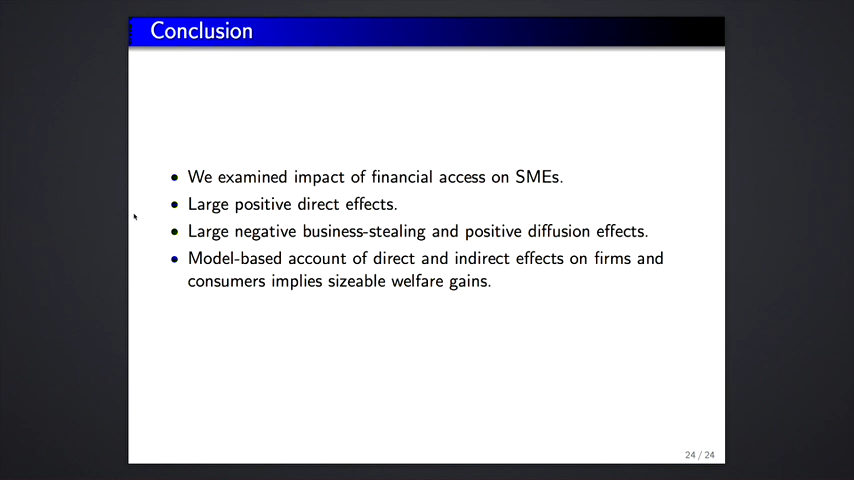 Conclusion
• We examined impact of financial access on SMEs.
• Large positive direct effects.
• Large negative business-stealing and positive diffusion effects.
• Model-based account of direct and indirect effects on firms and
consumers implies sizeable welfare gains.
24 / 24